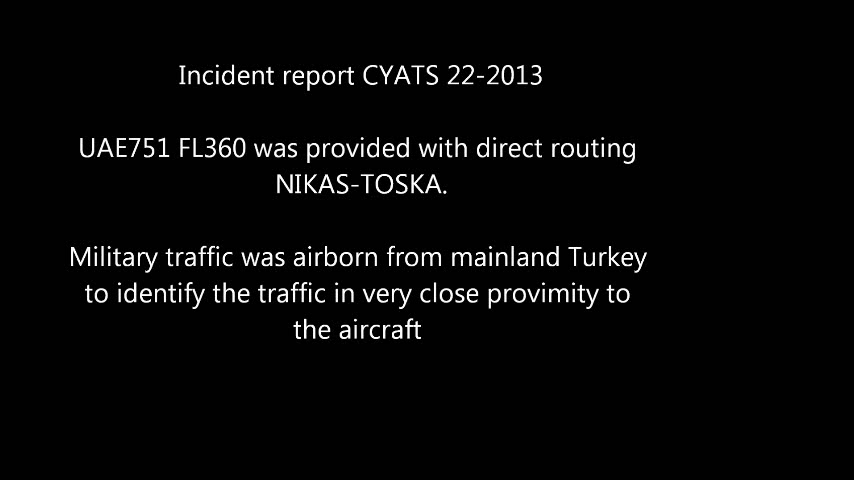 Incident report CYATS 22-2013
UAE751 FL360 was provided with direct routing
NIKAS-TOSKA.
Military traffic was airborn from mainland Turkey
to identify the traffic in very close provimity to
the aircraft